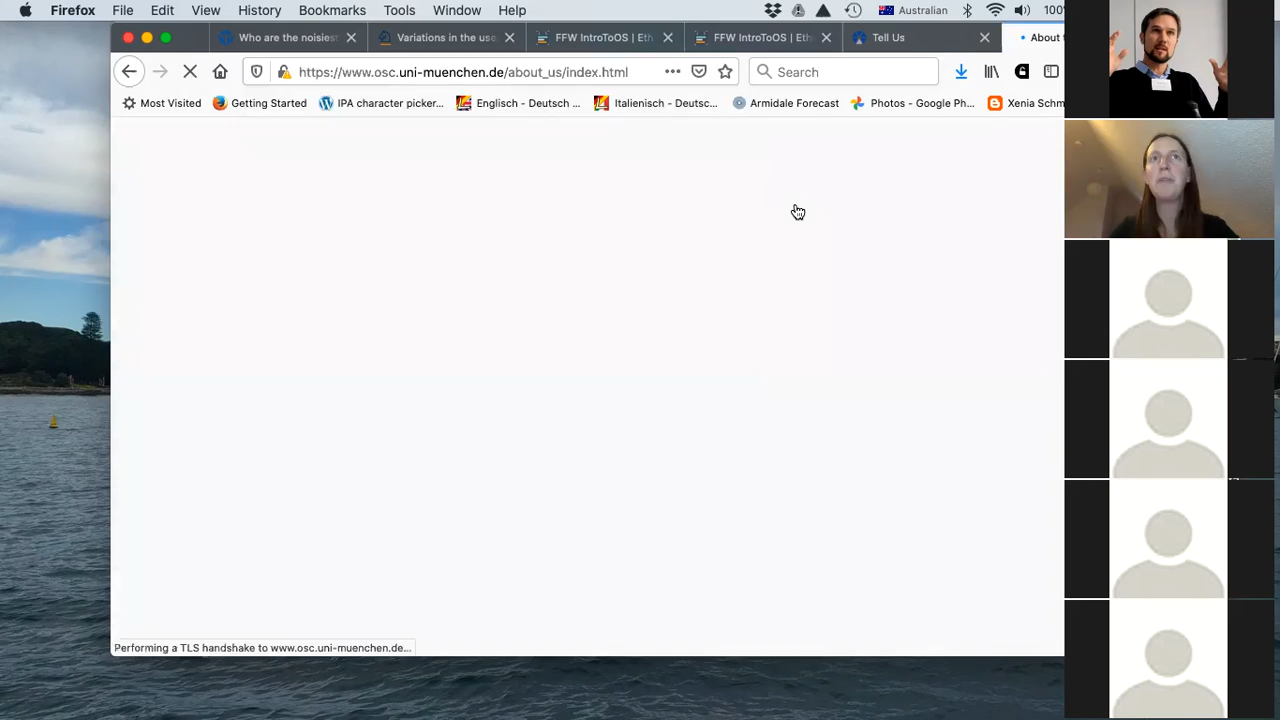 Firefox File Edit View History Bookmarks Tools Window Help Australian 100
Who are the noisiest Variations in the use FFW IntroToOS | Eth FFW IntroToOS | Eth Tell Us About
https://www.osc.uni-muenchen.de/about_us/index.html Search
Most Visited Getting Started IPA character picker... Englisch - Deutsch ... Italienisch - Deutsc... Armidale Forecast Photos - Google Ph... Xenia Schm
Performing a TLS handshake to www.osc.uni-muenchen.de...